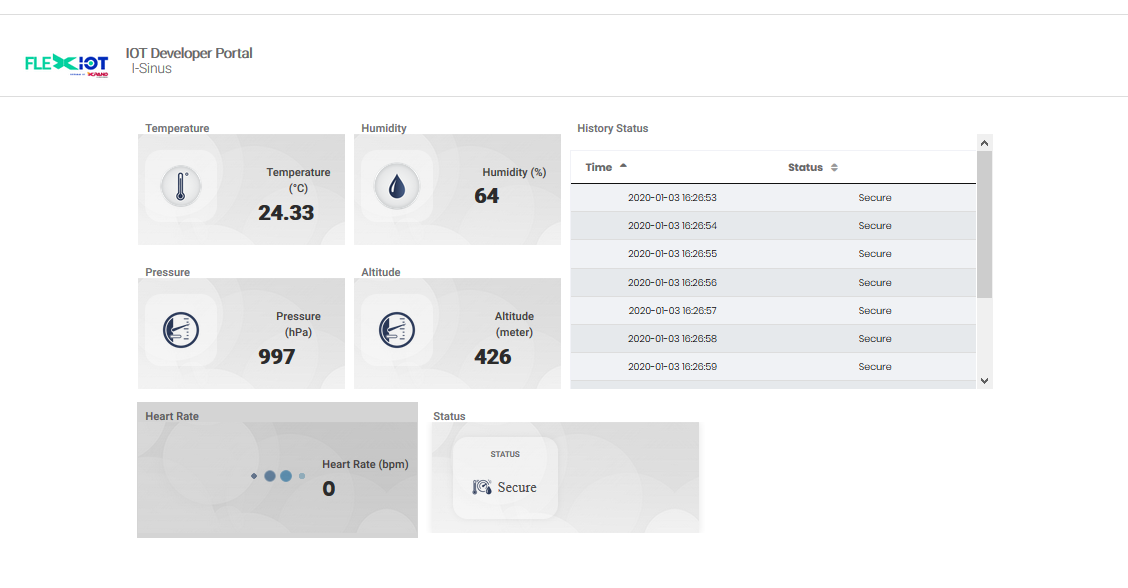 FLEXIOT
IOT Developer Portal
I-Sinus
Temperature
Temperature
(°C)
24.33
Humidity
Humidity (%)
64
Pressure
Pressure
(hPa)
997
Altitude
Altitude
(meter)
426
History Status
Time Status
2020-01-03 16:26:53 Secure
2020-01-03 16:26:54 Secure
2020-01-03 16:26:55 Secure
2020-01-03 16:26:56 Secure
2020-01-03 16:26:57 Secure
2020-01-03 16:26:58 Secure
2020-01-03 16:26:59 Secure
Heart Rate
Heart Rate (bpm)
0
Status
STATUS
Secure